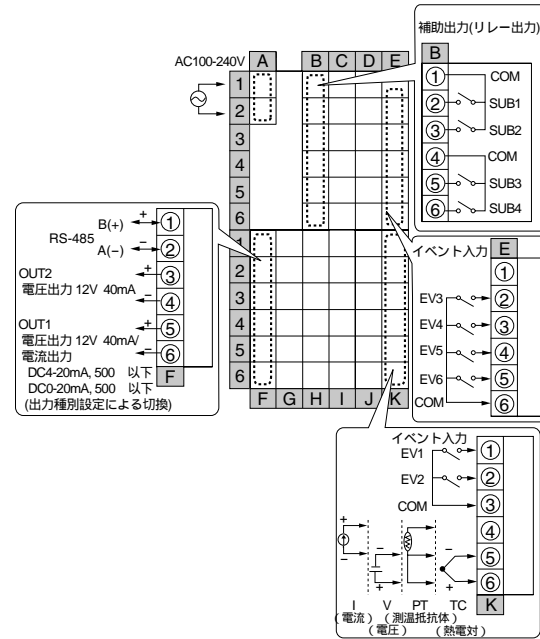 補助出力(リレー出力)
B
① COM
② SUB1
③ SUB2
④ COM
⑤ SUB3
⑥ SUB4
AC100-240V
A B C D E
1
2
3
4
5
6
1
2
3
4
5
6
F G H I J K
+ B(+) ①
RS-485
− A(−) ②
OUT2 + ③
電圧出力 12V 40mA
− ④
OUT1 + ⑤
電圧出力 12V 40mA/
電流出力 − ⑥
DC4-20mA, 500 以下
DC0-20mA, 500 以下
(出力種別設定による切換)
F
イベント入力 E
①
EV3 ②
EV4 ③
EV5 ④
EV6 ⑤
COM ⑥
イベント入力
EV1 ①
EV2 ②
COM ③
④
+ − − ⑤
− + + ⑥
I V PT TC K
(電流) (測温抵抗体)
(電圧) (熱電対)